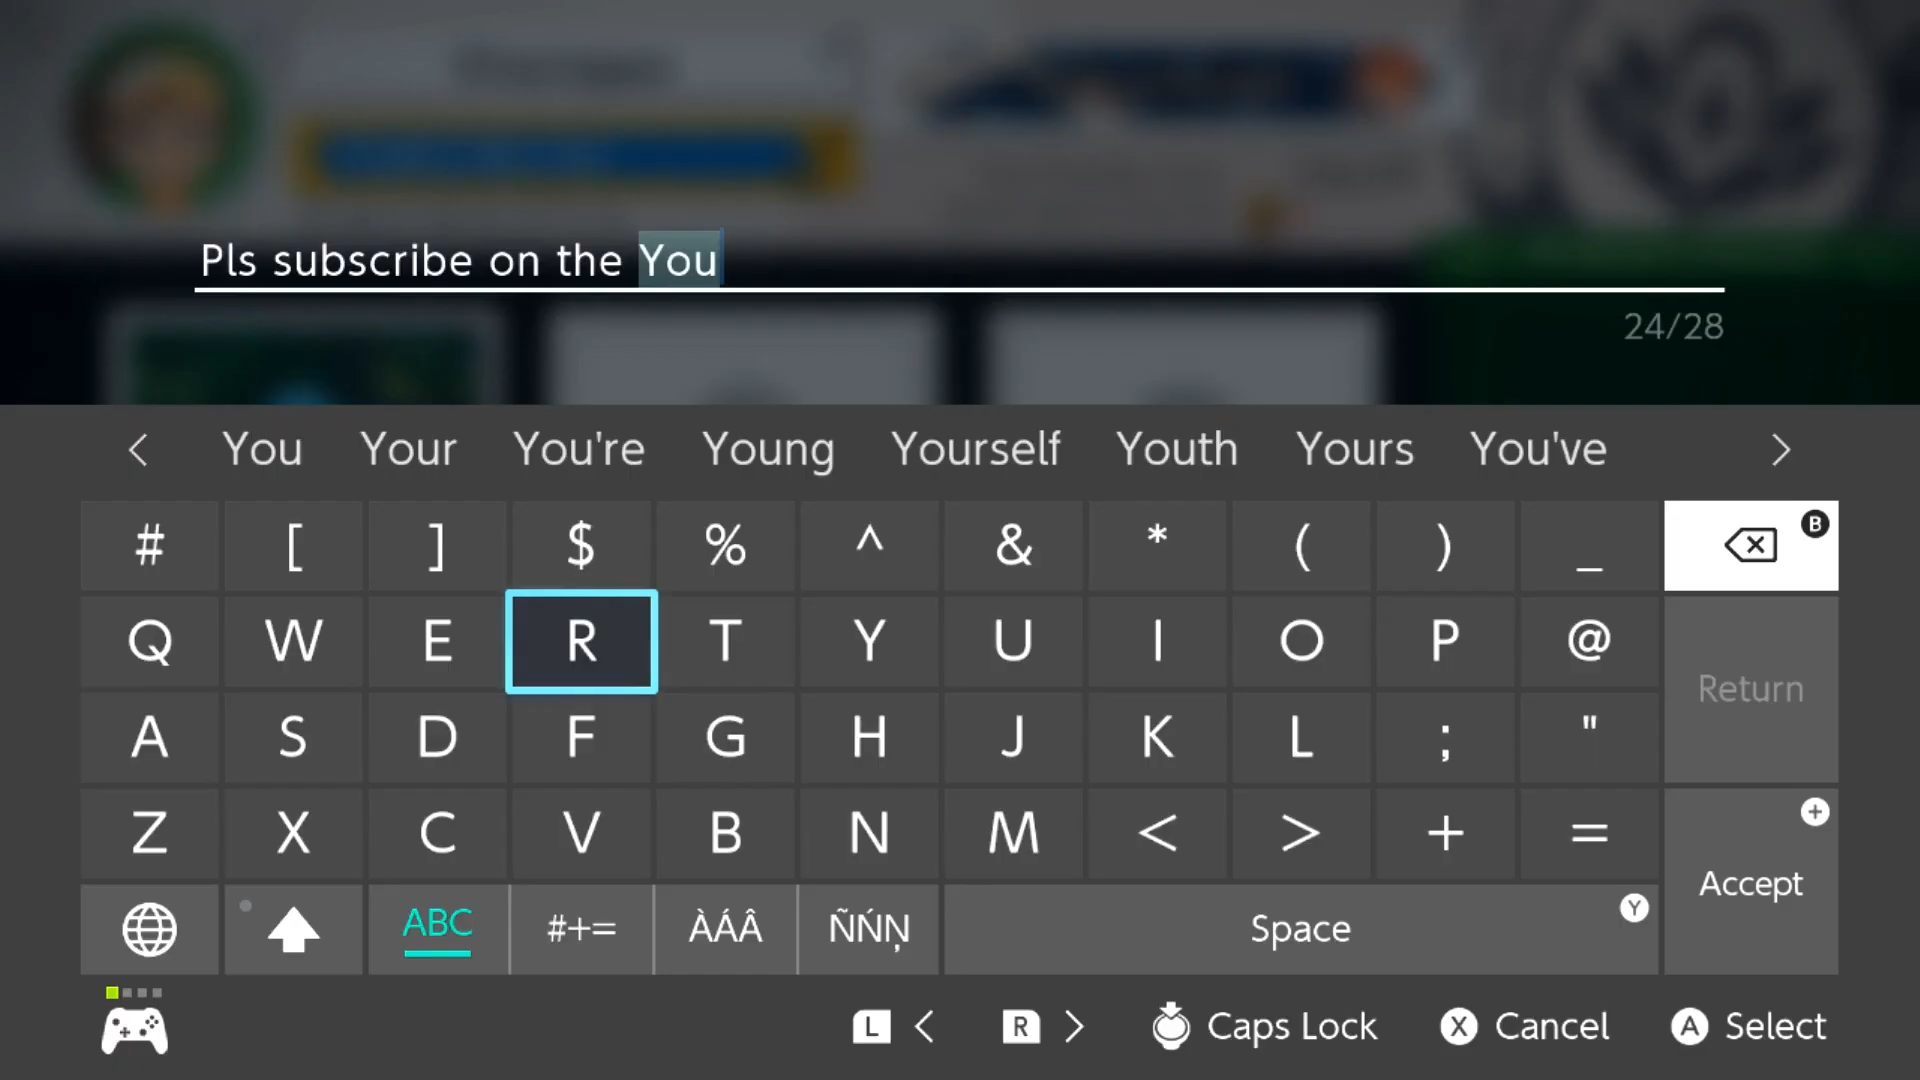 Pls subscribe on the You
24/28
< You Your You're Young Yourself Youth Yours You've >
# [ ] $ % ^ & * ( ) _ B
Q W E R T Y U I O P @ Return
A S D F G H J K L ; "
Z X C V B N M < > + = Accept
ABC #+= ÀÁÂ ÑŃŅ Space Y
L < R > Caps Lock X Cancel A Select